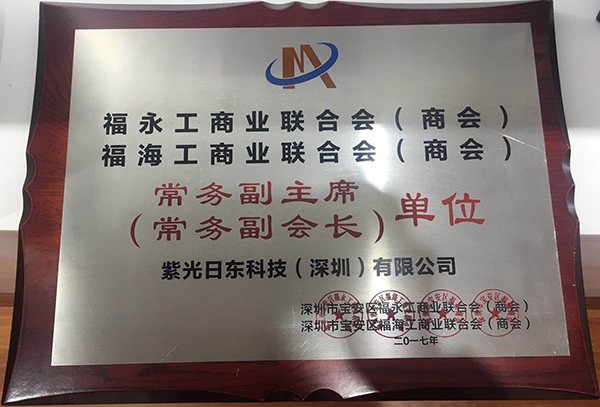 福永工商业联合会（商会）
福海工商业联合会（商会）
常务副主席
（常务副会长）单位
紫光日东科技（深圳）有限公司
深圳市宝安区福永工商业联合会（商会）
深圳市宝安区福海工商业联合会（商会）
二〇一七年